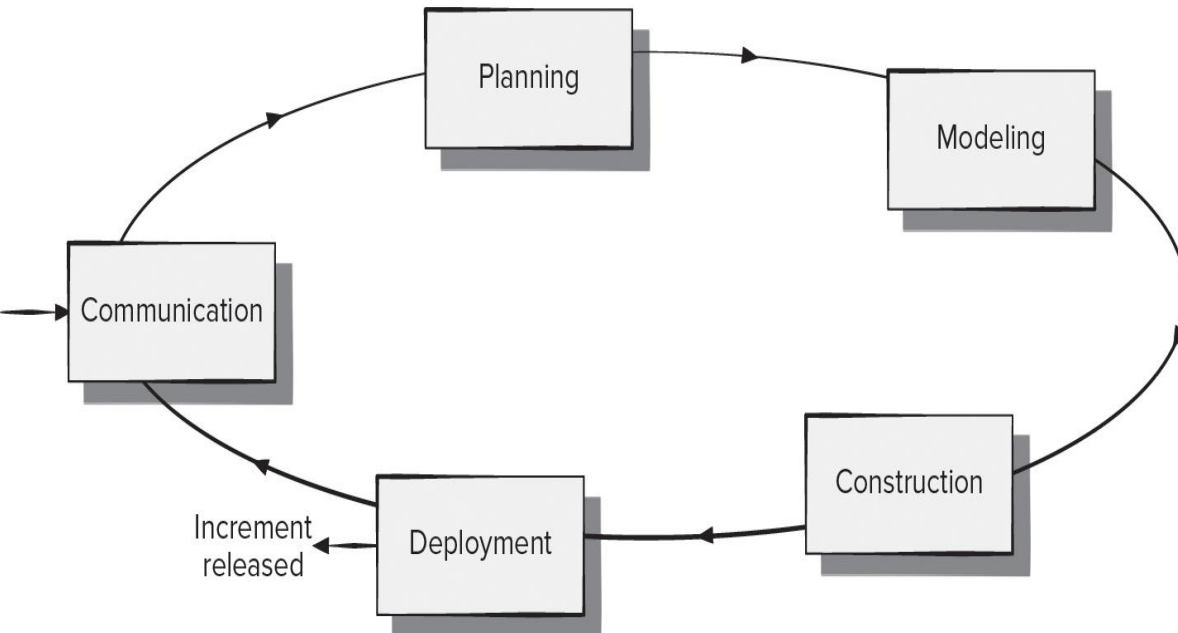 Planning
Modeling
Communication
Construction
Deployment
Increment
released